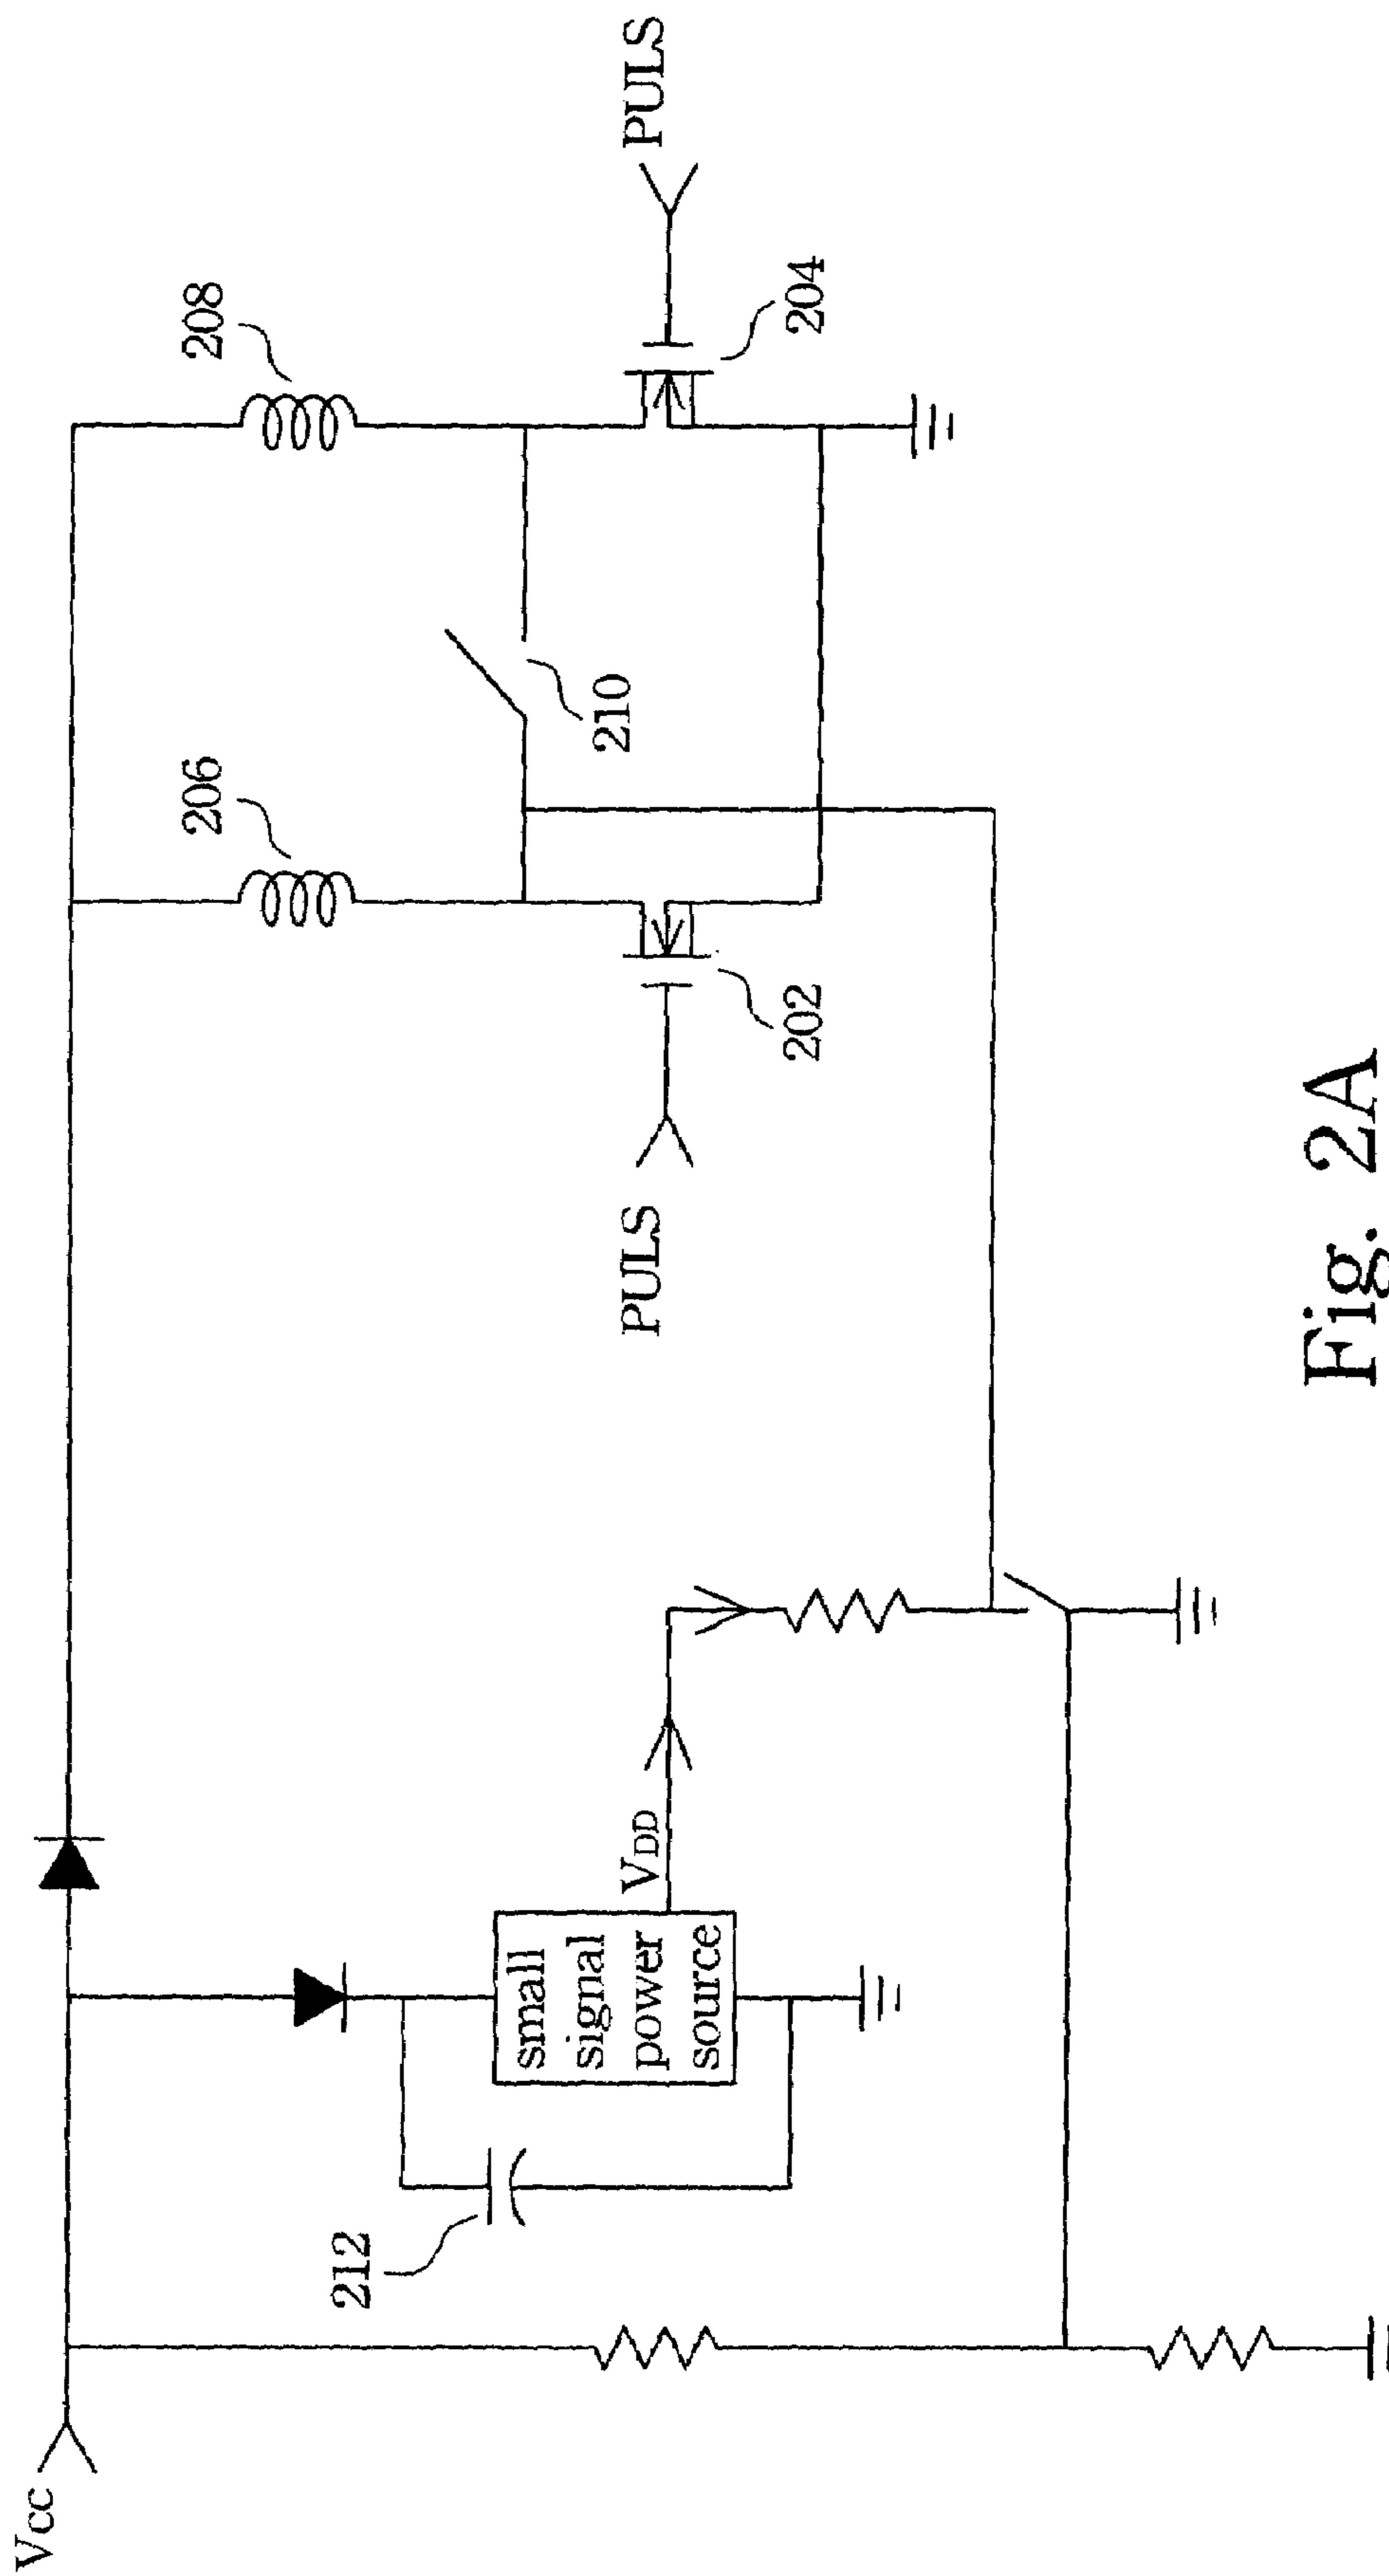 Vcc
212
small
signal
power
source
VDD
PULS
202
206
210
208
204
PULS
Fig. 2A